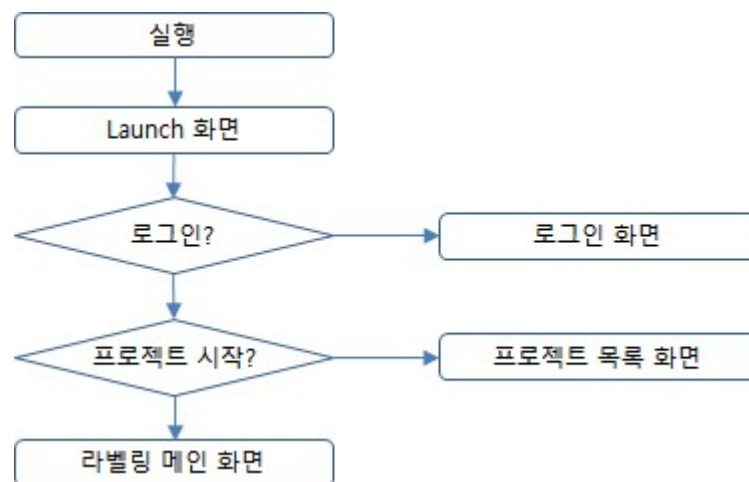 실행
Launch 화면
로그인?
로그인 화면
프로젝트 시작?
프로젝트 목록 화면
라벨링 메인 화면